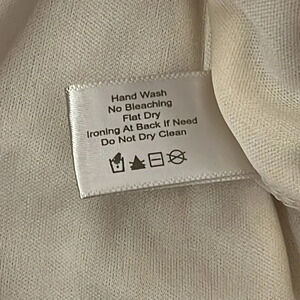 Hand Wash
No Bleaching
Flat Dry
Ironing At Back If Need
Do Not Dry Clean